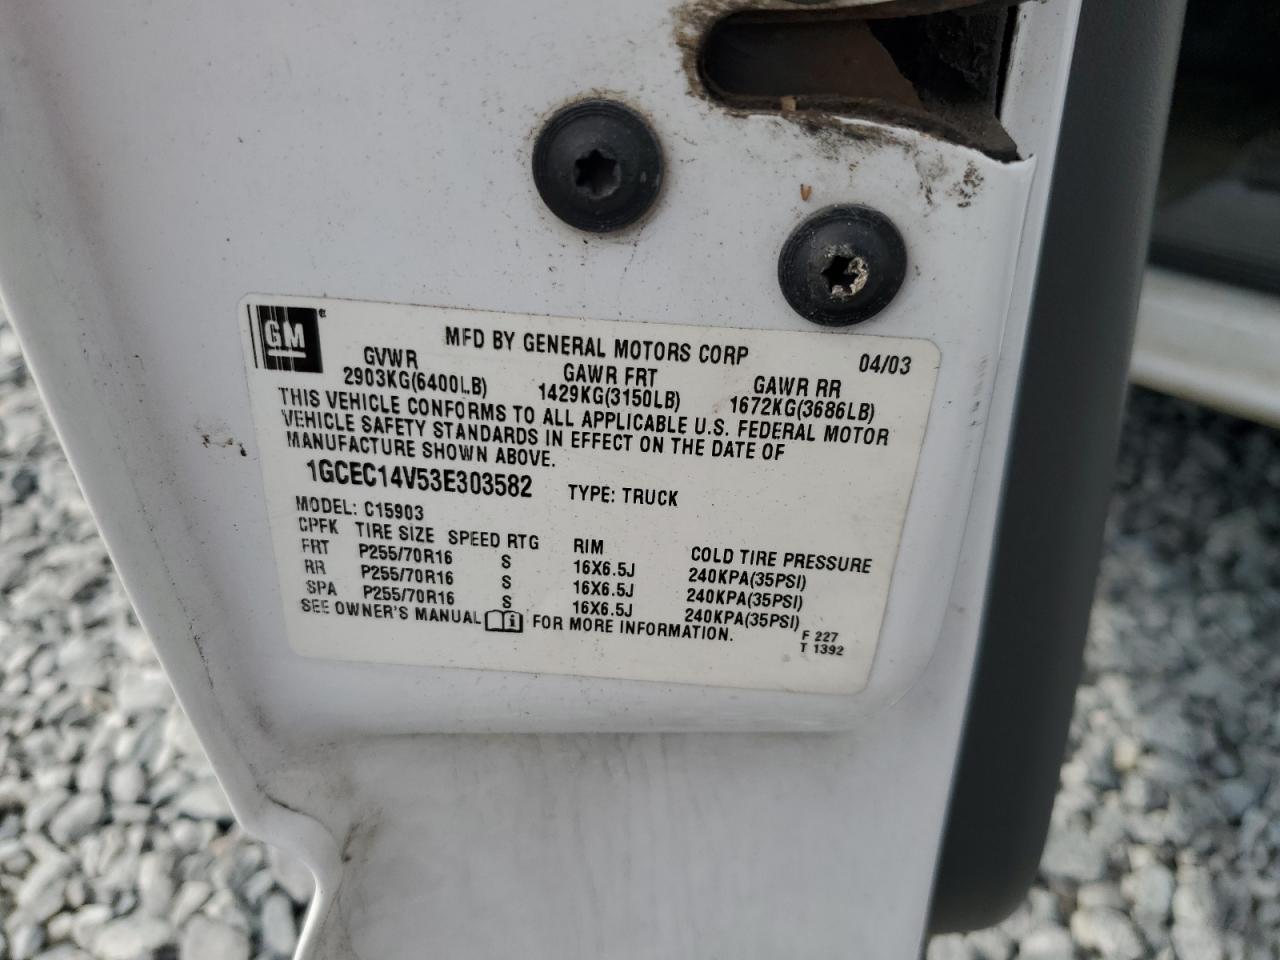 GM®
MFD BY GENERAL MOTORS CORP 04/03
GVWR GAWR FRT GAWR RR
2903KG(6400LB) 1429KG(3150LB) 1672KG(3686LB)
THIS VEHICLE CONFORMS TO ALL APPLICABLE U.S. FEDERAL MOTOR
VEHICLE SAFETY STANDARDS IN EFFECT ON THE DATE OF
MANUFACTURE SHOWN ABOVE.
1GCEC14V53E303582 TYPE: TRUCK
MODEL: C15903
CPFK TIRE SIZE SPEED RTG RIM COLD TIRE PRESSURE
FRT P255/70R16 S 16X6.5J 240KPA(35PSI)
RR P255/70R16 S 16X6.5J 240KPA(35PSI)
SPA P255/70R16 S 16X6.5J 240KPA(35PSI)
SEE OWNER'S MANUAL i FOR MORE INFORMATION.
F 227
T 1392